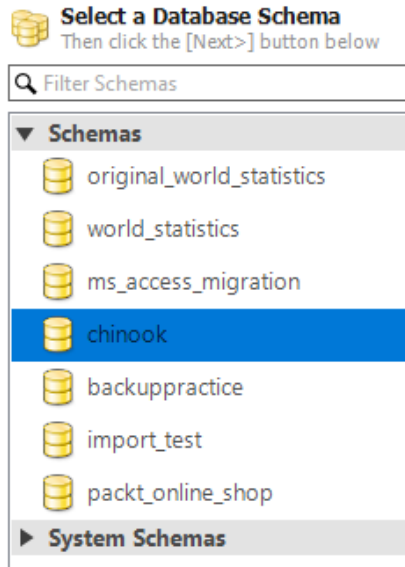 Select a Database Schema
Then click the [Next>] button below
Filter Schemas
Schemas
original_world_statistics
world_statistics
ms_access_migration
chinook
backuppractice
import_test
packt_online_shop
System Schemas